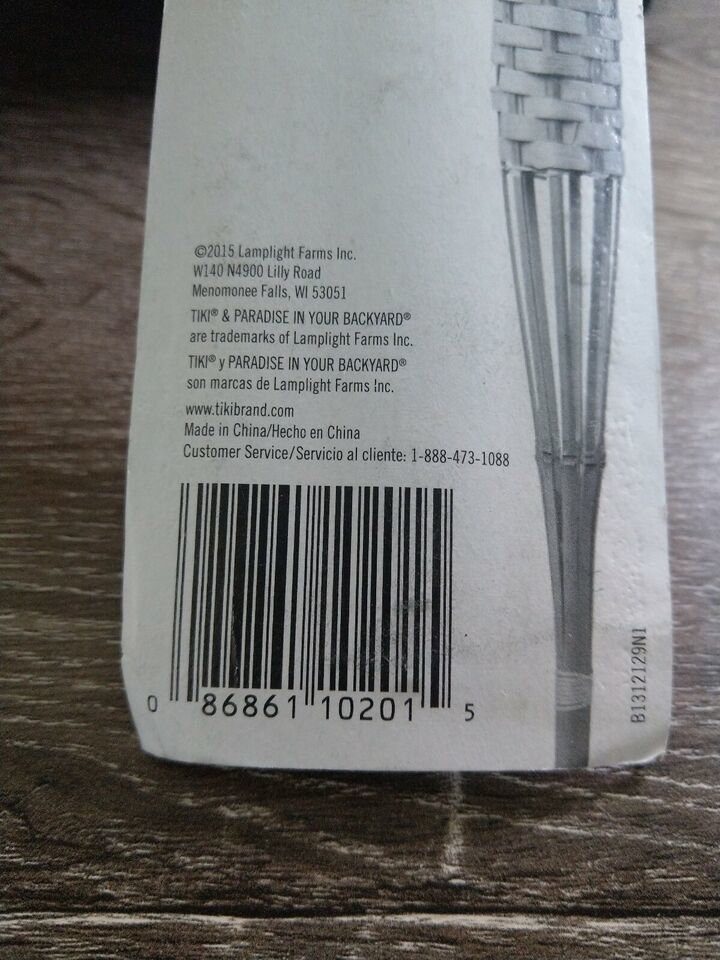 ©2015 Lamplight Farms Inc.
W140 N4900 Lilly Road
Menomonee Falls, WI 53051
TIKI® & PARADISE IN YOUR BACKYARD®
are trademarks of Lamplight Farms Inc.
TIKI® y PARADISE IN YOUR BACKYARD®
son marcas de Lamplight Farms Inc.
www.tikibrand.com
Made in China/Hecho en China
Customer Service/Servicio al cliente: 1-888-473-1088
0 86861 10201 5
B1312129N1